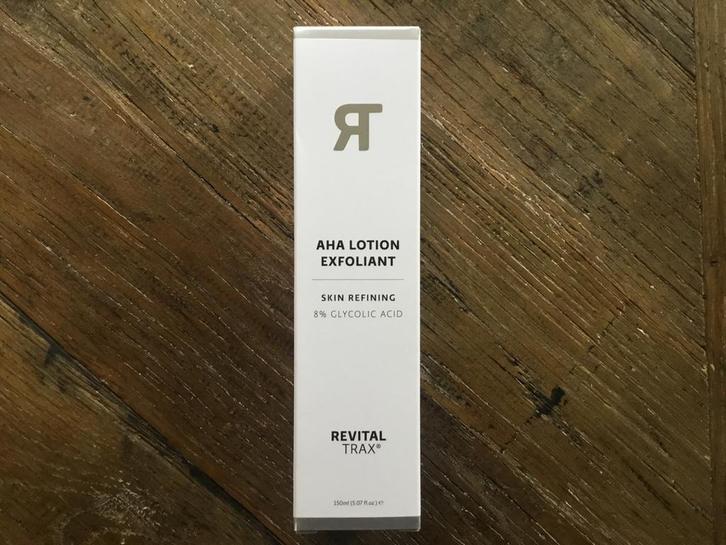 RT
AHA LOTION
EXFOLIANT
SKIN REFINING
8% GLYCOLIC ACID
REVITAL
TRAX®
150ml (5.07 fl.oz.) ℮